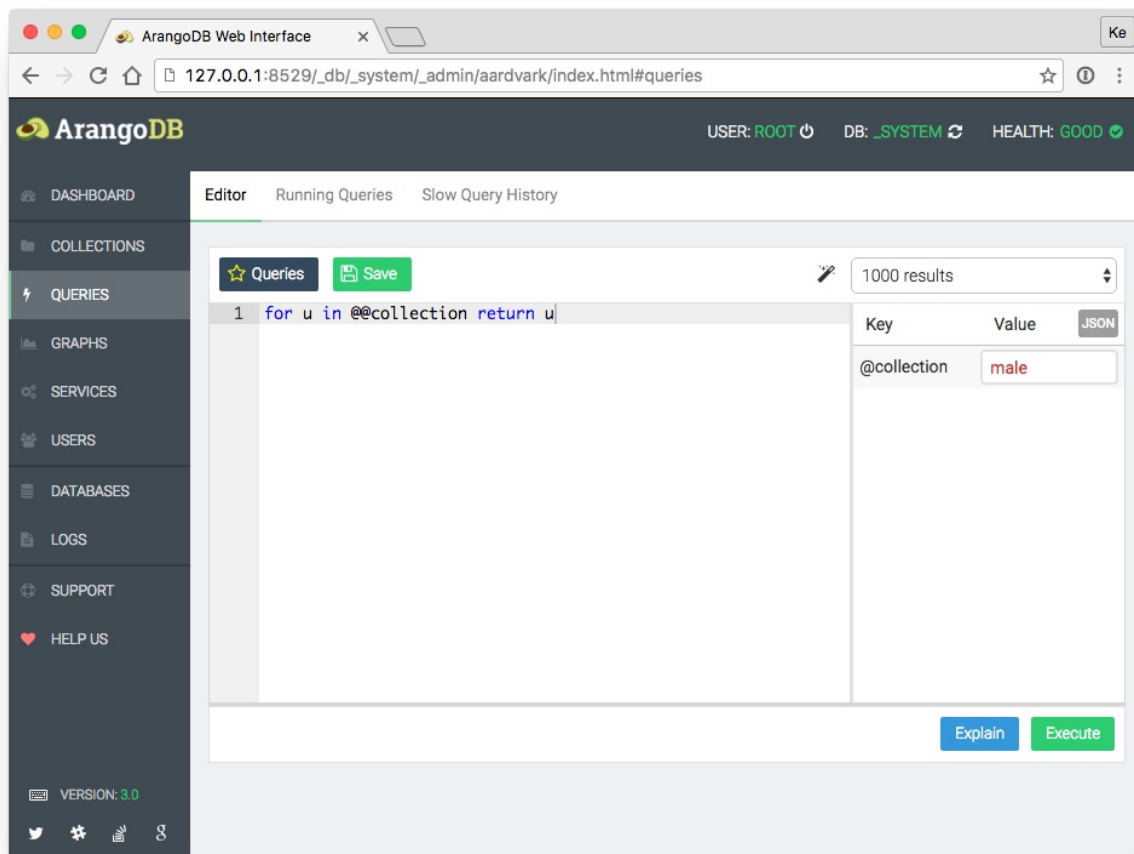 ArangoDB Web Interface
Ke
127.0.0.1:8529/_db/_system/_admin/aardvark/index.html#queries
ArangoDB
USER: ROOT DB: _SYSTEM HEALTH: GOOD
DASHBOARD
COLLECTIONS
QUERIES
GRAPHS
SERVICES
USERS
DATABASES
LOGS
SUPPORT
HELP US
VERSION: 3.0
Editor Running Queries Slow Query History
Queries Save 1000 results
1 for u in @@collection return u
Key Value JSON
@collection male
Explain Execute